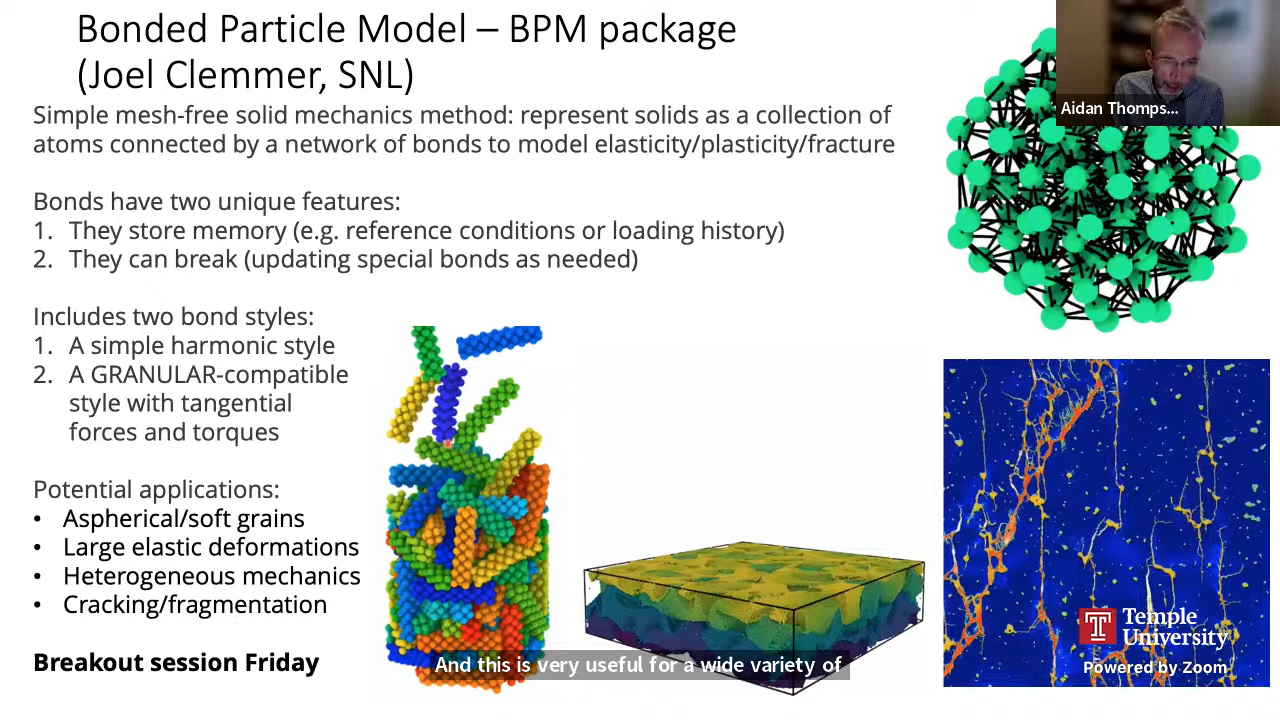 Bonded Particle Model – BPM package
(Joel Clemmer, SNL)
Aidan Thomps...
Simple mesh-free solid mechanics method: represent solids as a collection of
atoms connected by a network of bonds to model elasticity/plasticity/fracture
Bonds have two unique features:
1. They store memory (e.g. reference conditions or loading history)
2. They can break (updating special bonds as needed)
Includes two bond styles:
1. A simple harmonic style
2. A GRANULAR-compatible
style with tangential
forces and torques
Potential applications:
• Aspherical/soft grains
• Large elastic deformations
• Heterogeneous mechanics
• Cracking/fragmentation
Breakout session Friday
And this is very useful for a wide variety of
Temple
University
Powered by Zoom